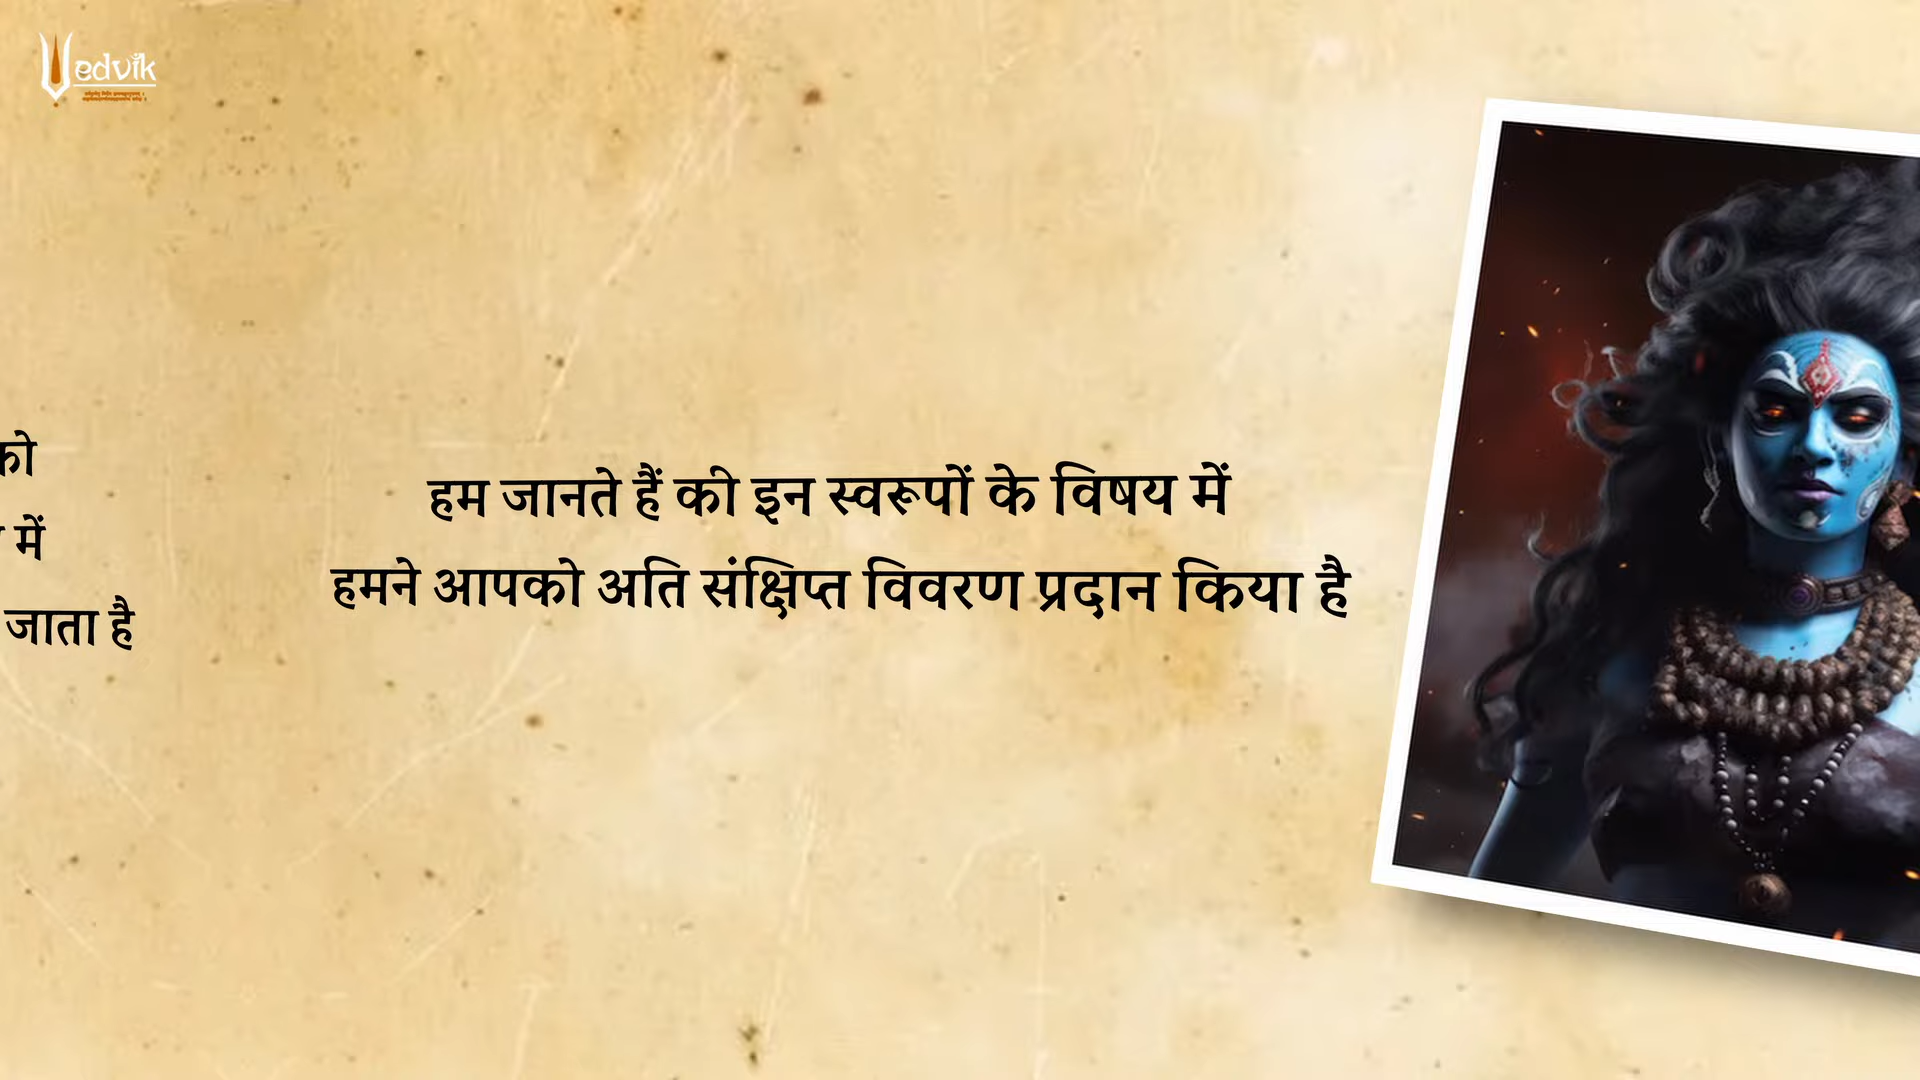 Vedvik
को
में
जाता है
हम जानते हैं की इन स्वरूपों के विषय में
हमने आपको अति संक्षिप्त विवरण प्रदान किया है